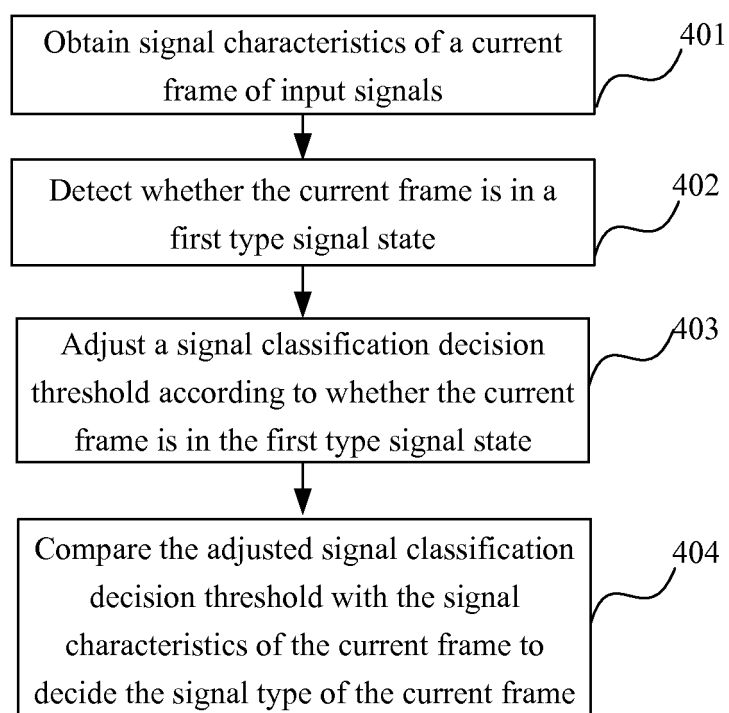 Obtain signal characteristics of a current
frame of input signals
401
Detect whether the current frame is in a
first type signal state
402
Adjust a signal classification decision
threshold according to whether the current
frame is in the first type signal state
403
Compare the adjusted signal classification
decision threshold with the signal
characteristics of the current frame to
decide the signal type of the current frame
404